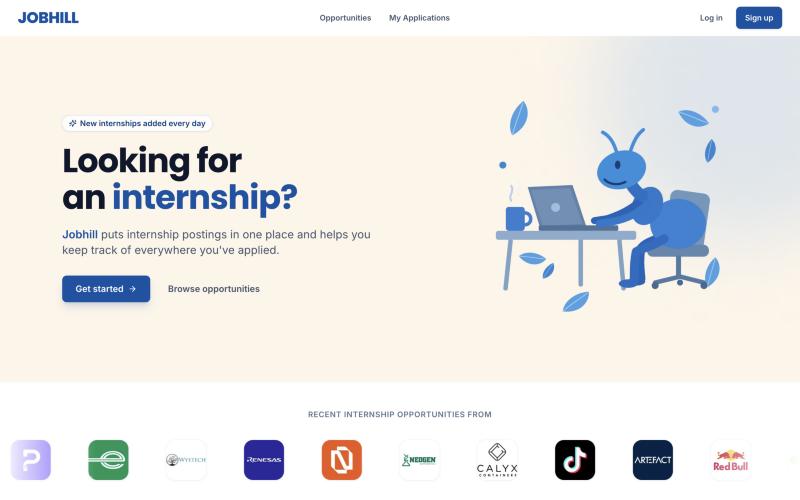 JOBHILL
Opportunities
My Applications
Log in
Sign up
New internships added every day
Looking for
an internship?
Jobhill puts internship postings in one place and helps you
keep track of everywhere you've applied.
Get started →
Browse opportunities
RECENT INTERNSHIP OPPORTUNITIES FROM
WYETECH
RENESAS
NEOGEN
CALYX
CONTAINERS
ARTEFACT
Red Bull